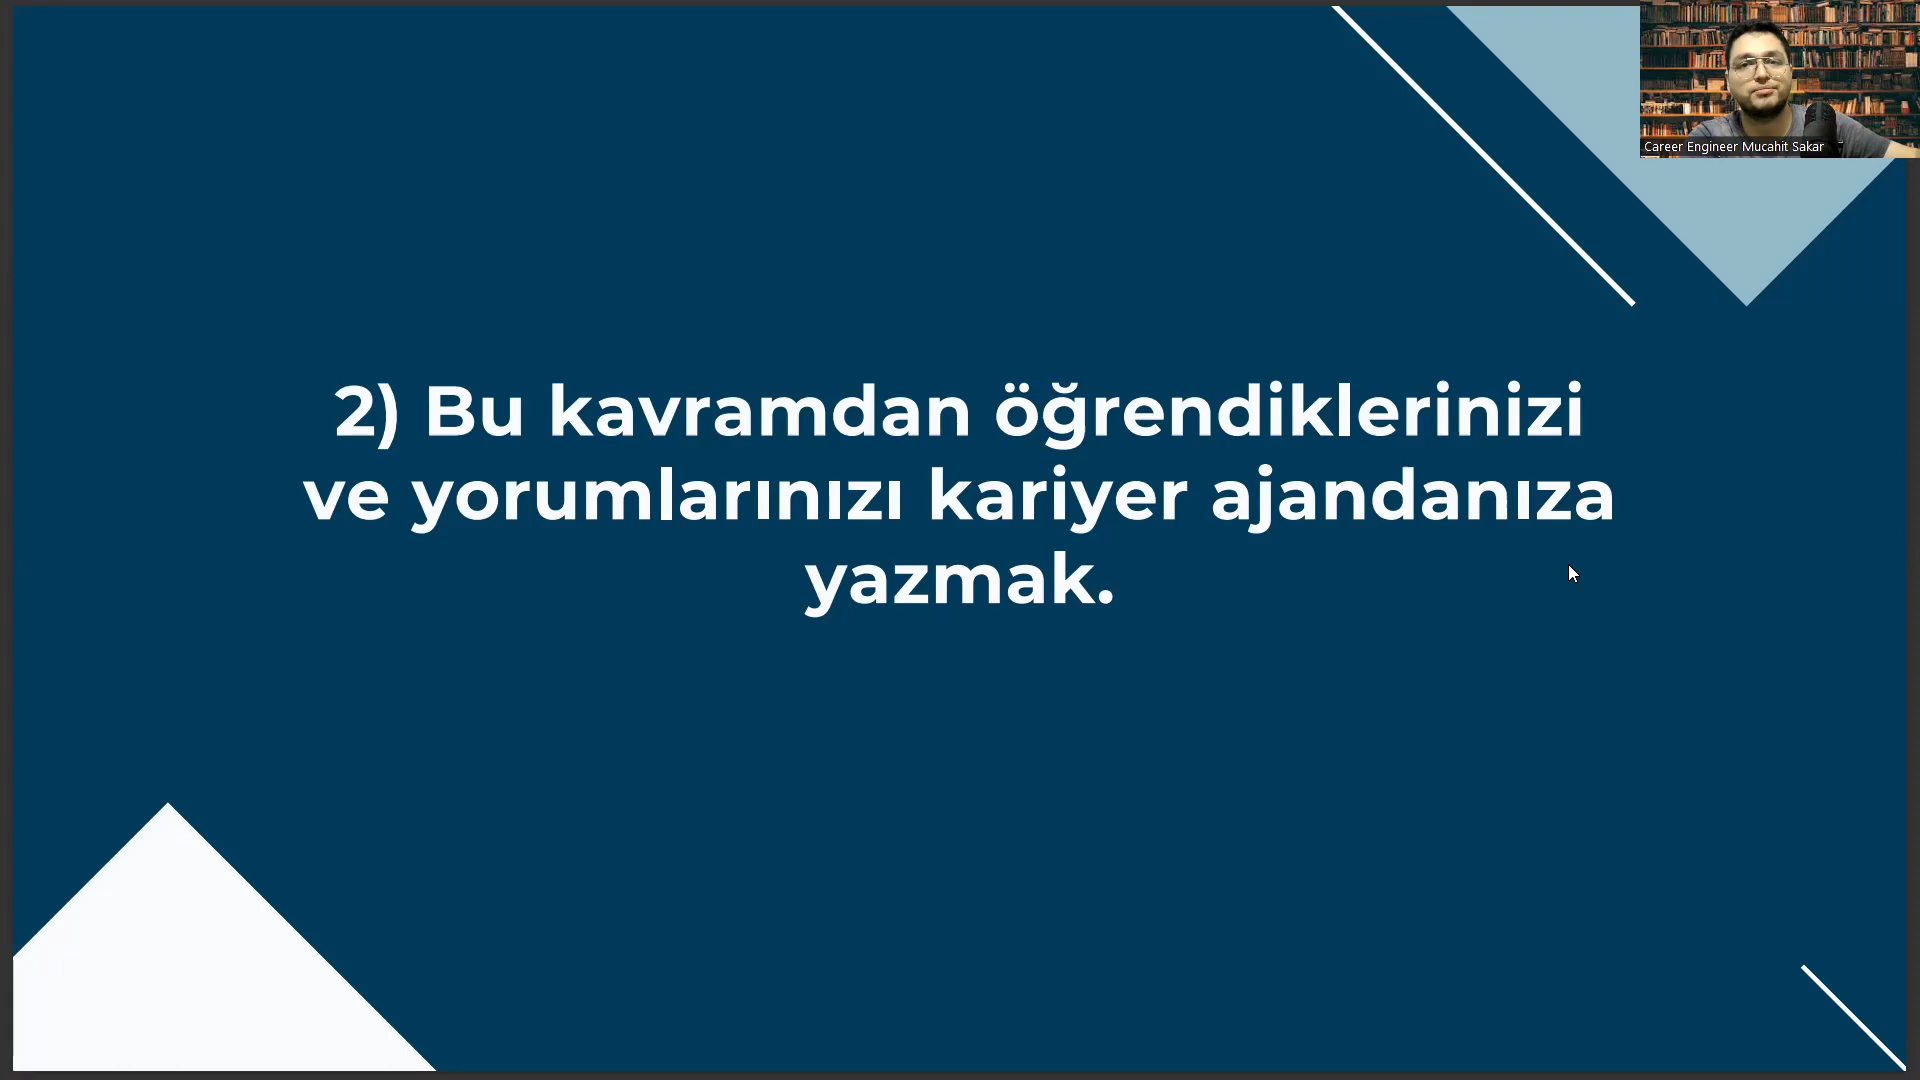 Career Engineer Mucahit Sakar
2) Bu kavramdan öğrendiklerinizi
ve yorumlarınızı kariyer ajandanıza
yazmak.